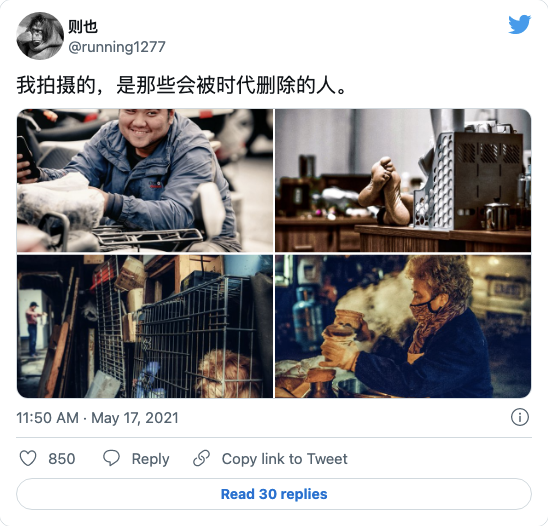 则也
@running1277
我拍摄的，是那些会被时代删除的人。
11:50 AM · May 17, 2021
850 Reply Copy link to Tweet
Read 30 replies